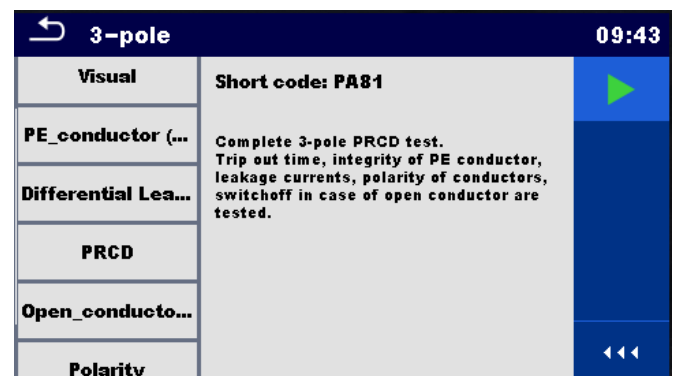 3-pole
09:43
Visual
PE_conductor (...
Differential Lea...
PRCD
Open_conducto...
Polarity
Short code: PA81
Complete 3-pole PRCD test.
Trip out time, integrity of PE conductor,
leakage currents, polarity of conductors,
switchoff in case of open conductor are
tested.